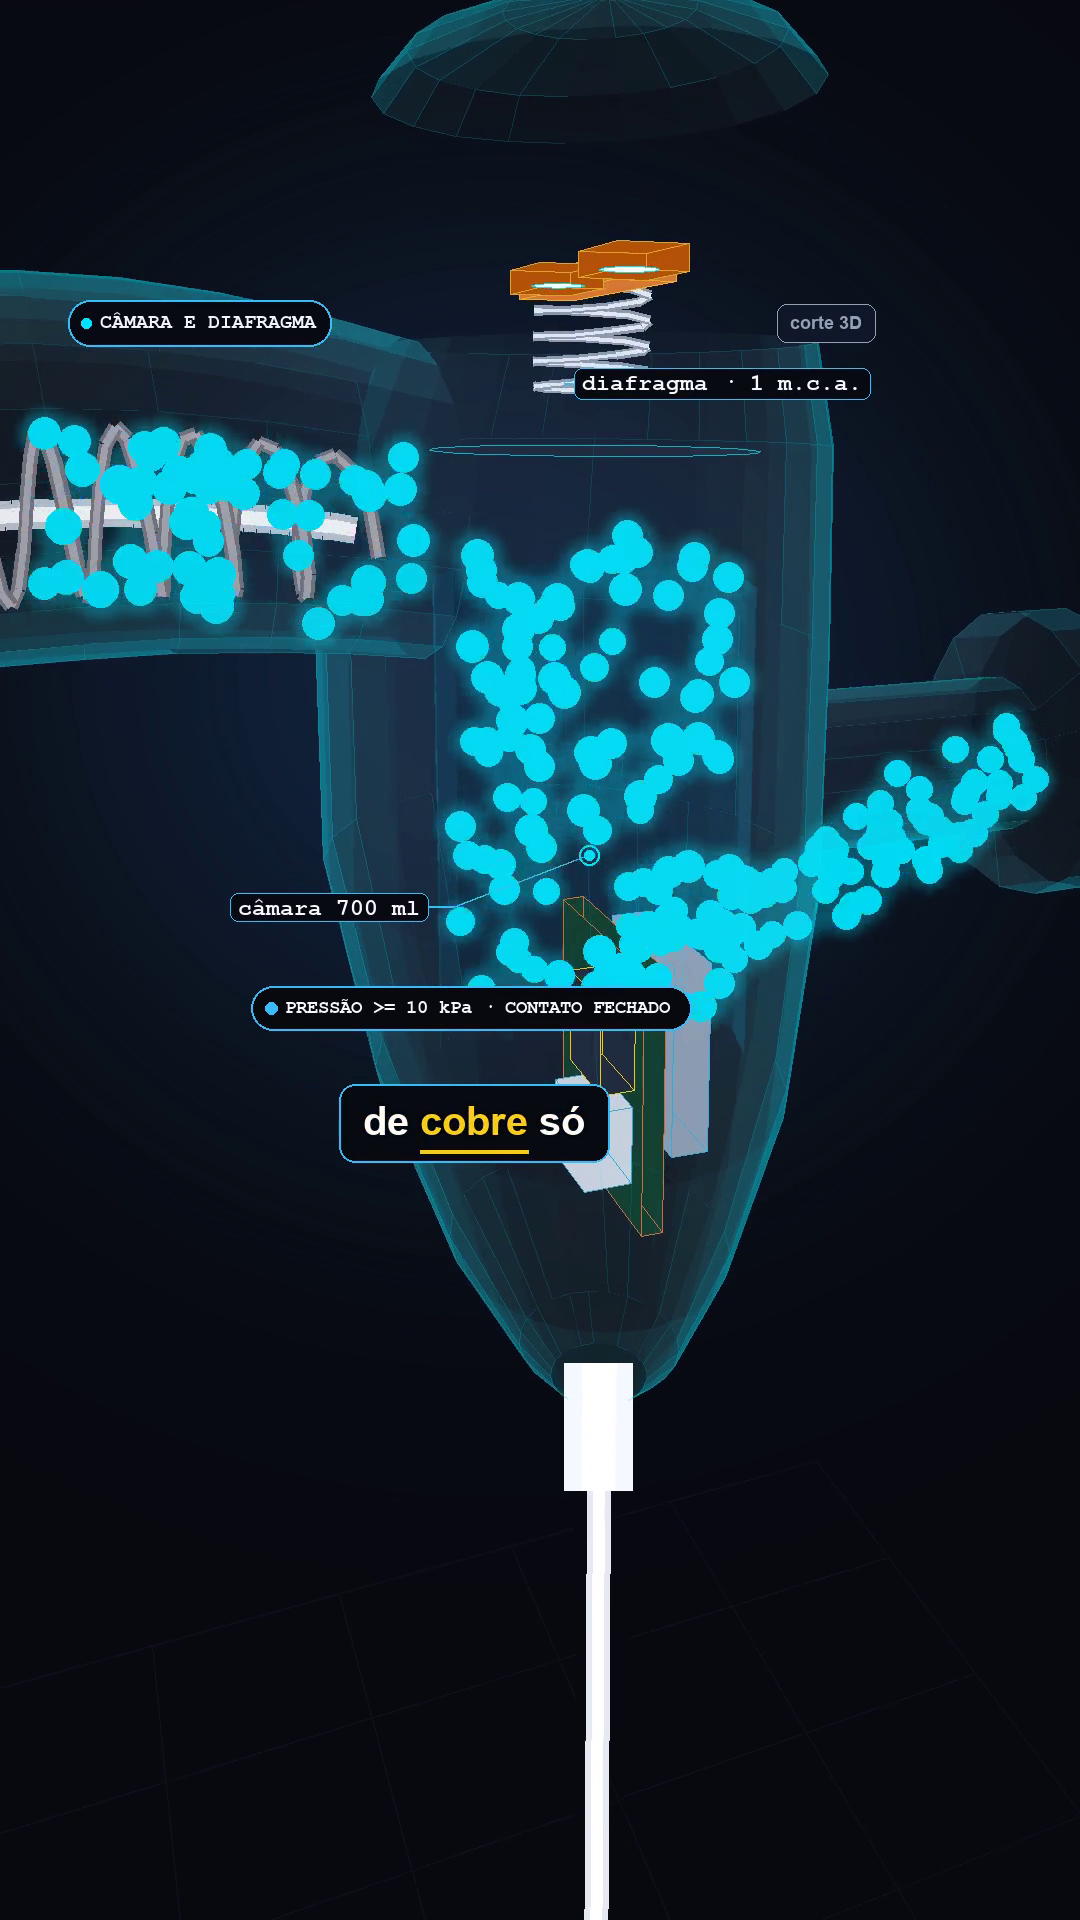 CÂMARA E DIAFRAGMA
corte 3D
diafragma · 1 m.c.a.
câmara 700 ml
PRESSÃO >= 10 kPa · CONTATO FECHADO
de cobre só